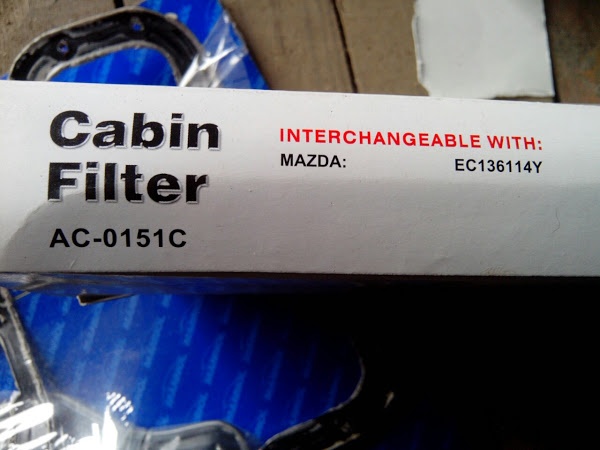 Cabin
Filter
AC-0151C
INTERCHANGEABLE WITH:
MAZDA: EC136114Y